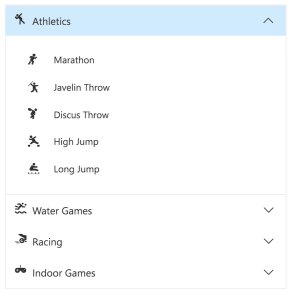 Athletics
Marathon
Javelin Throw
Discus Throw
High Jump
Long Jump
Water Games
Racing
Indoor Games